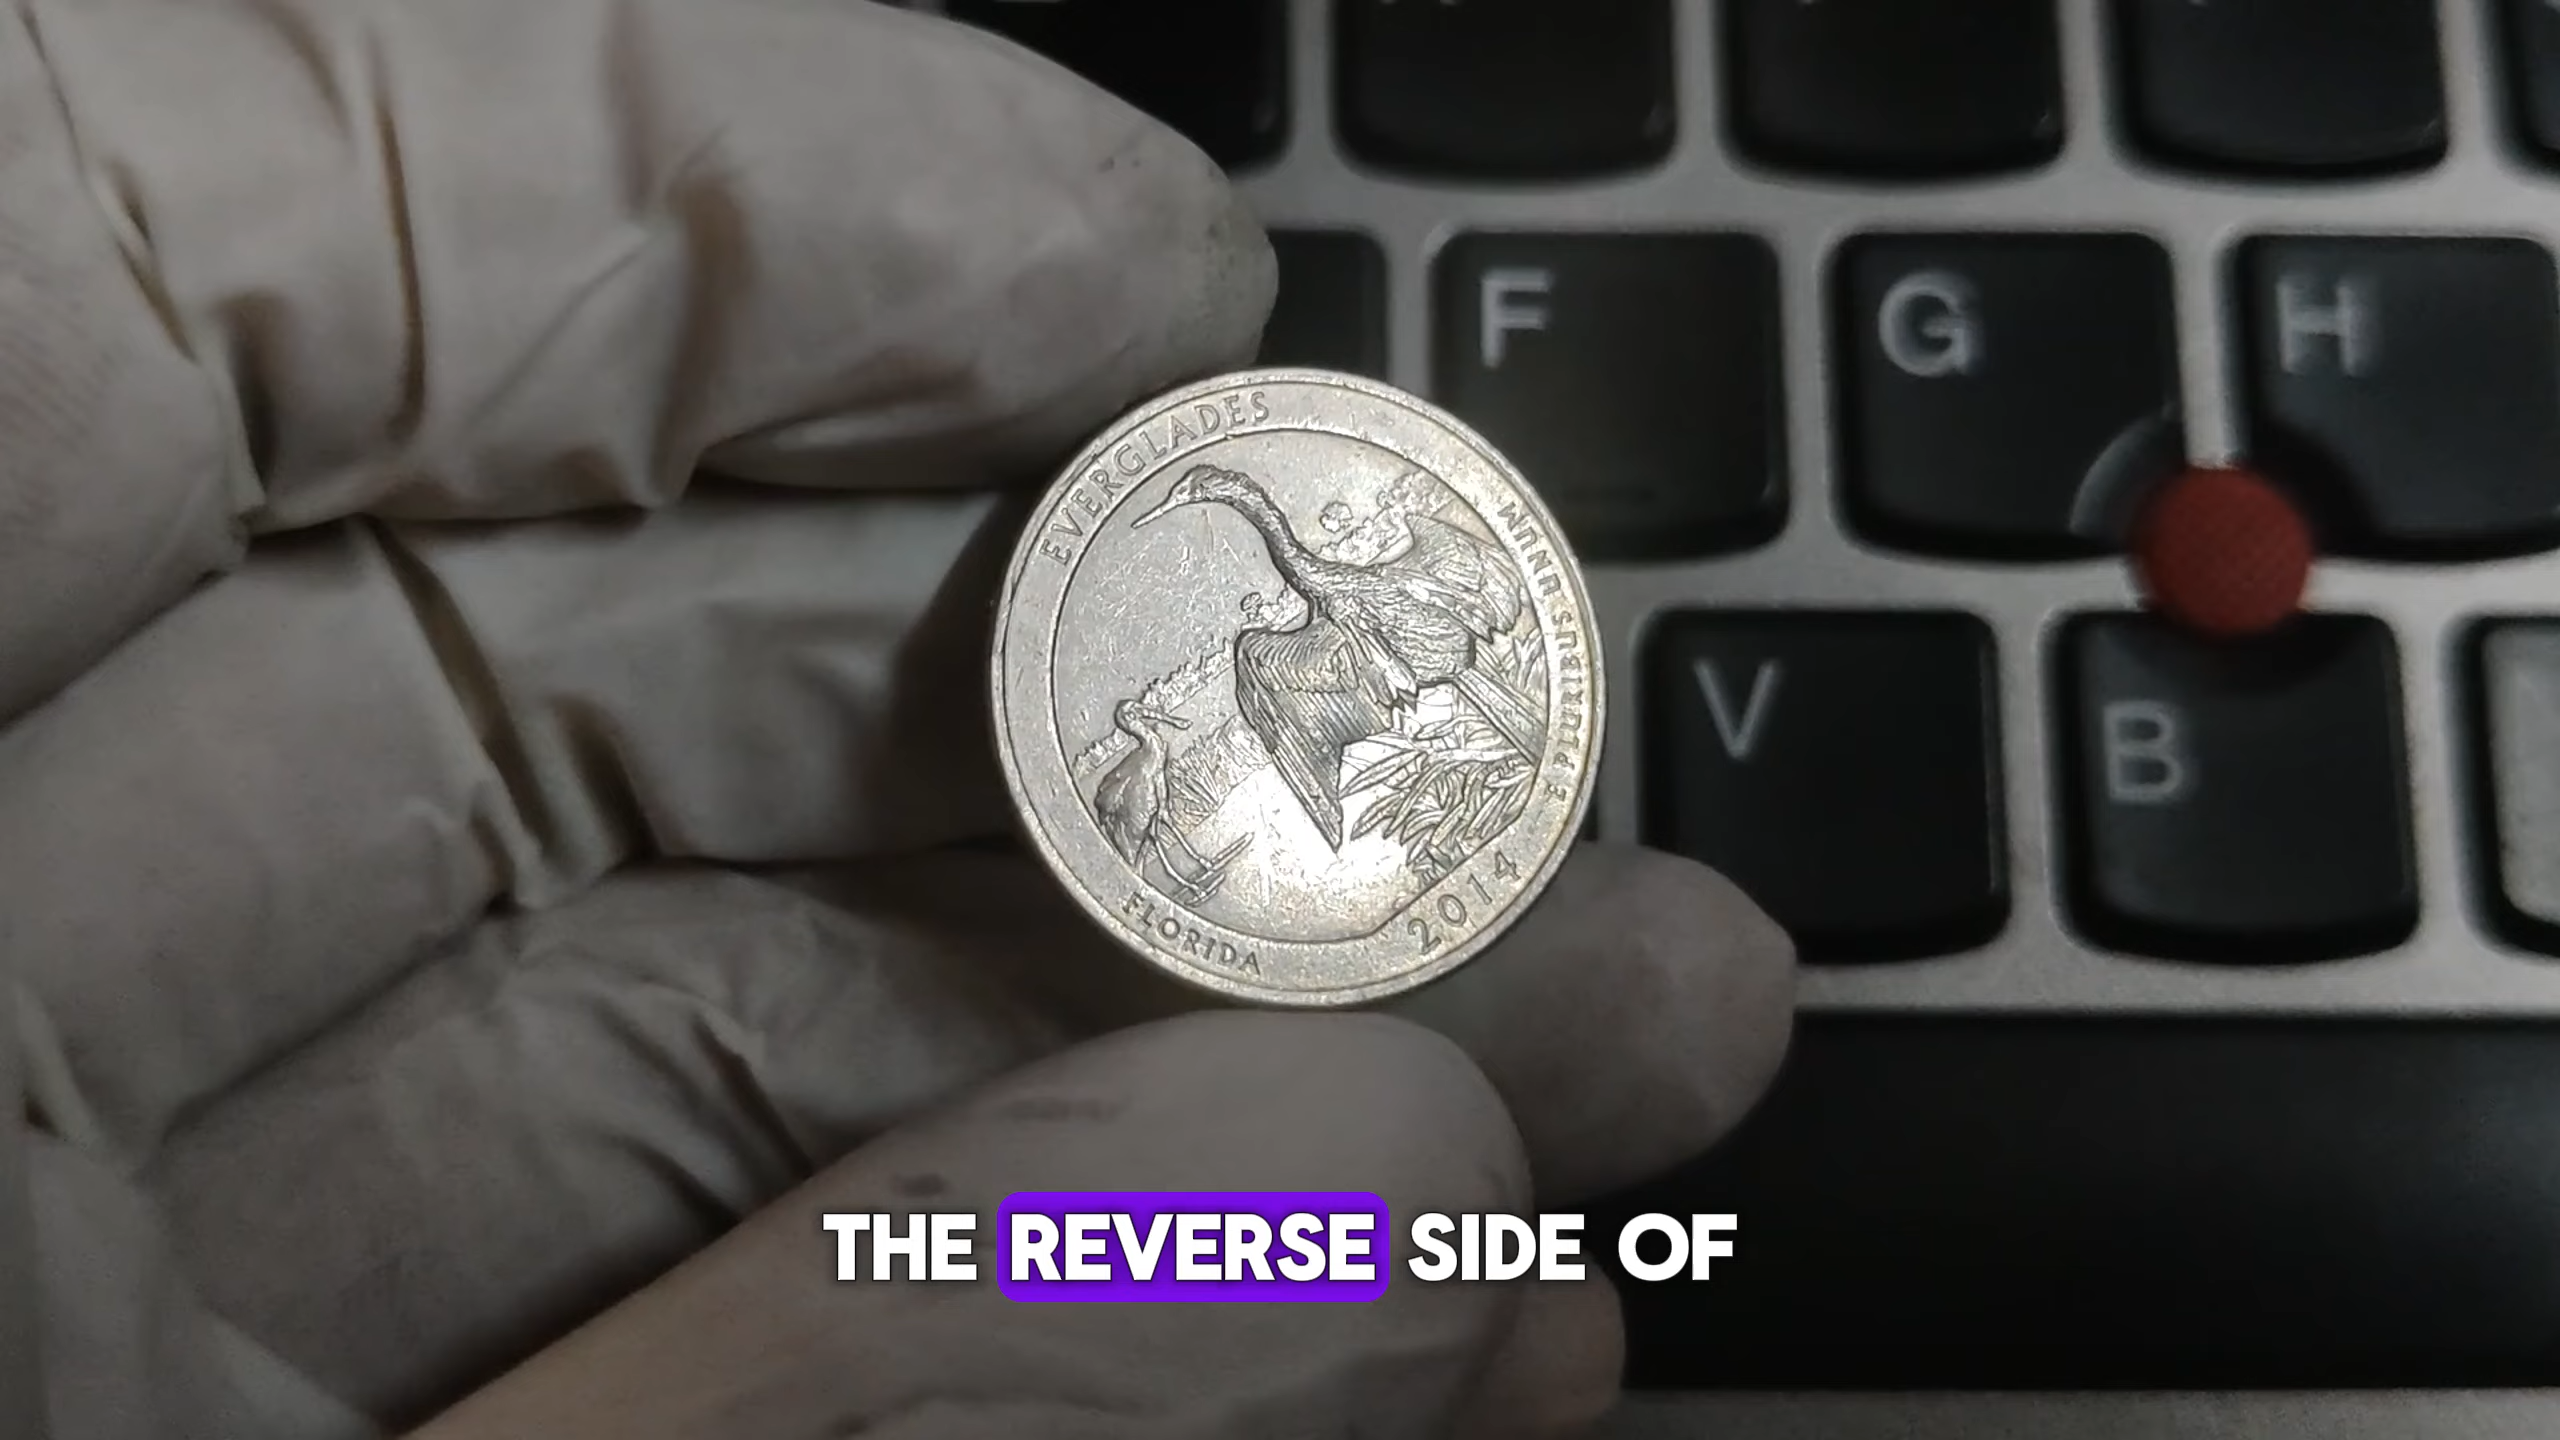 F
G
H
EVERGLADES
E PLURIBUS UNUM
V
B
FLORIDA
2014
THE REVERSE SIDE OF